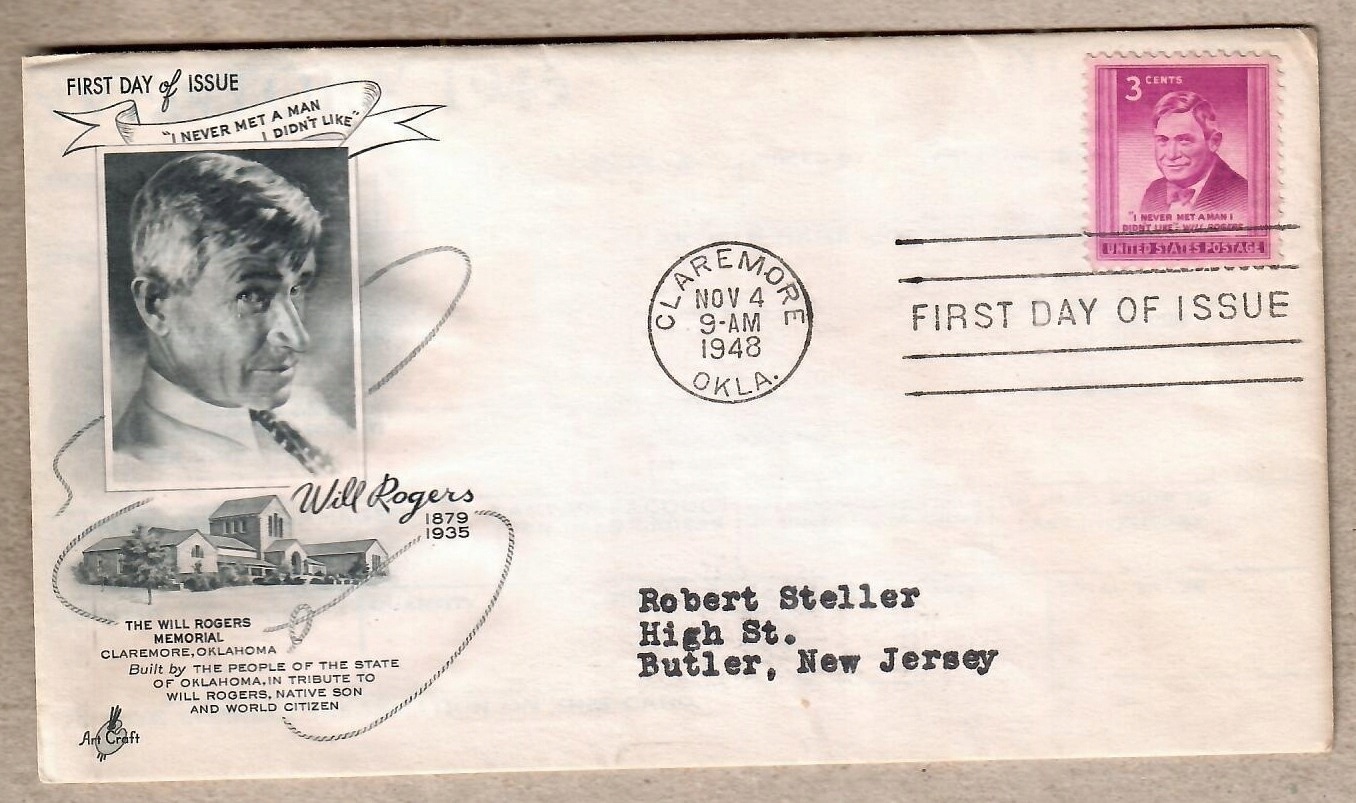 FIRST DAY of ISSUE
"I NEVER MET A MAN
I DIDN'T LIKE"
Will Rogers
1879
1935
THE WILL ROGERS
MEMORIAL
CLAREMORE, OKLAHOMA
Built by THE PEOPLE OF THE STATE
OF OKLAHOMA, IN TRIBUTE TO
WILL ROGERS, NATIVE SON
AND WORLD CITIZEN
Art Craft
CLAREMORE
NOV 4
9-AM
1948
OKLA.
3 CENTS
"I NEVER MET A MAN I
DIDN'T LIKE" WILL ROGERS
UNITED STATES POSTAGE
FIRST DAY OF ISSUE
Robert Steller
High St.
Butler, New Jersey